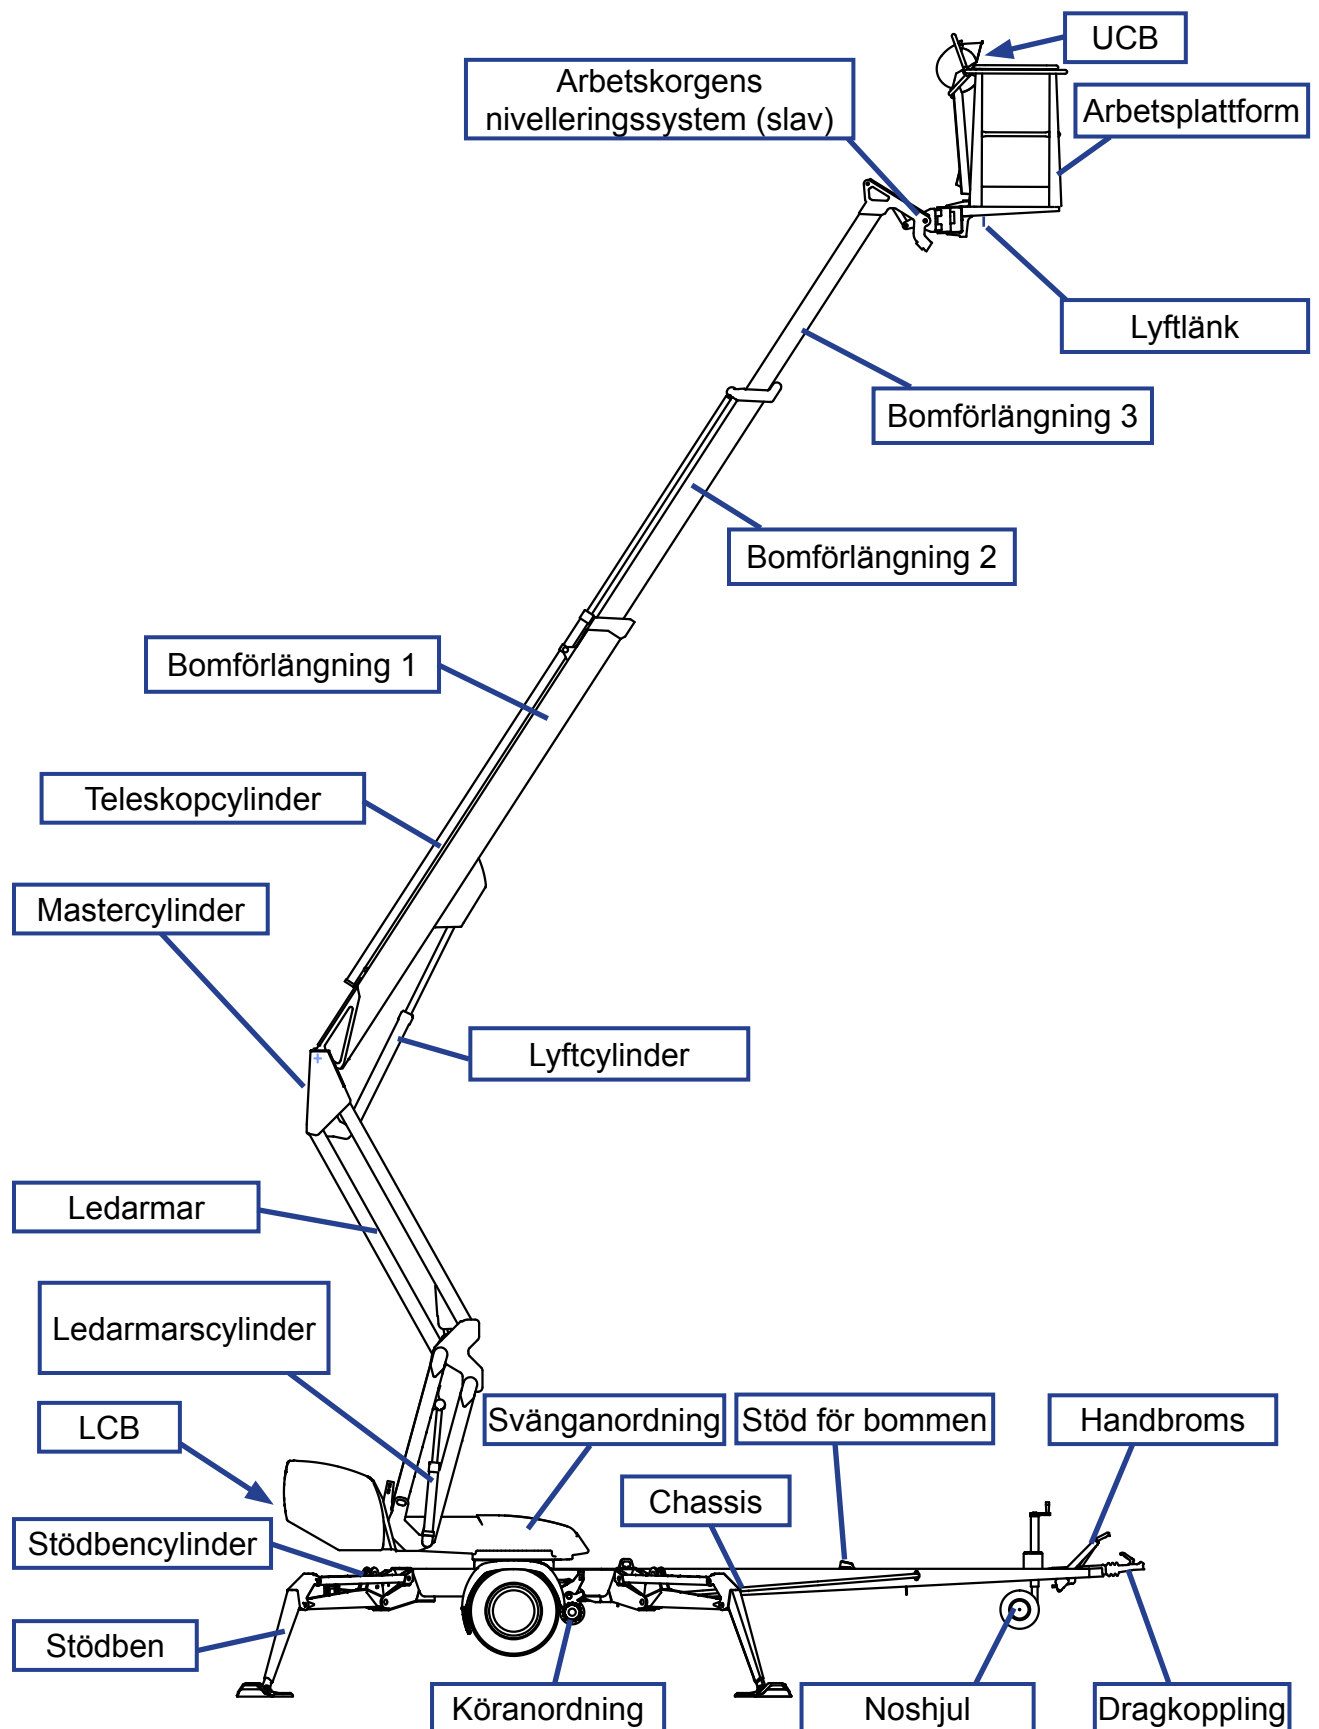 UCB
Arbetskorgens
nivelleringssystem (slav)
Arbetsplattform
Lyftlänk
Bomförlängning 3
Bomförlängning 2
Bomförlängning 1
Teleskopcylinder
Mastercylinder
Lyftcylinder
Ledarmar
Ledarmarscylinder
LCB
Svänganordning
Stöd för bommen
Handbroms
Chassis
Stödbencylinder
Stödben
Köranordning
Noshjul
Dragkoppling